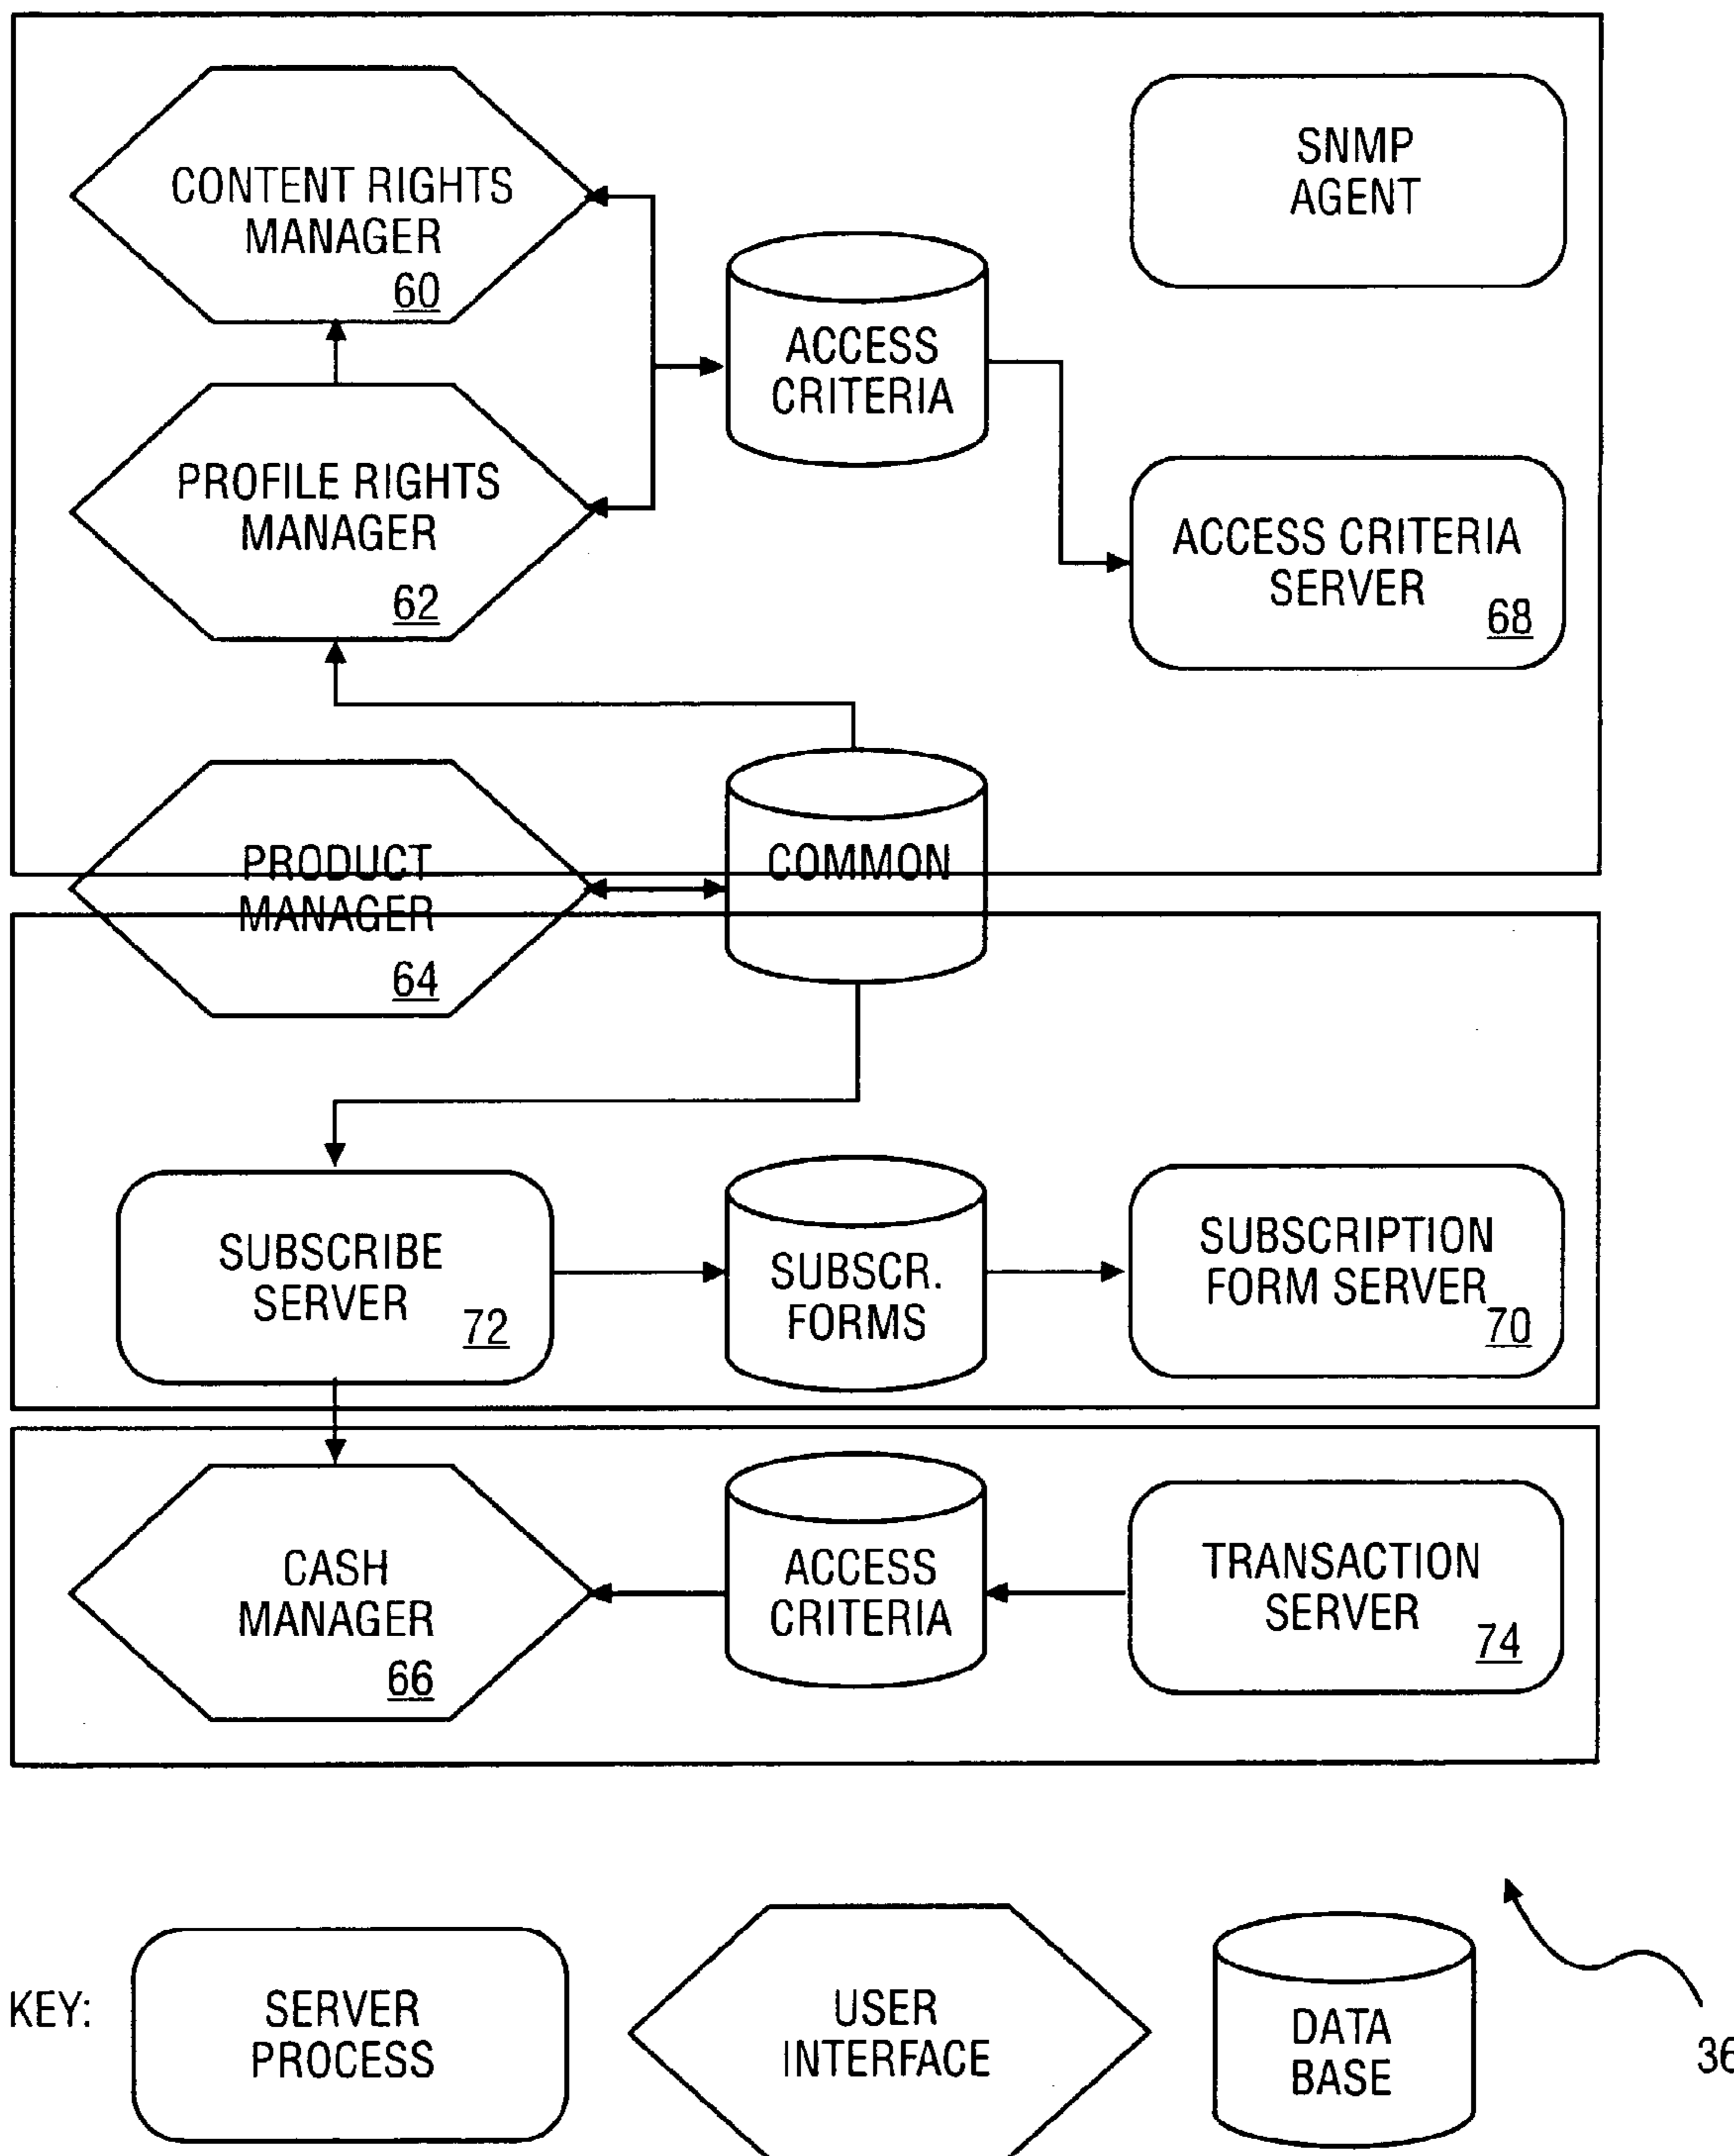 CONTENT RIGHTS
MANAGER
60
SNMP
AGENT
ACCESS
CRITERIA
PROFILE RIGHTS
MANAGER
62
ACCESS CRITERIA
SERVER
68
PRODUCT
MANAGER
64
COMMON
SUBSCRIBE
SERVER
72
SUBSCR.
FORMS
SUBSCRIPTION
FORM SERVER
70
CASH
MANAGER
66
ACCESS
CRITERIA
TRANSACTION
SERVER
74
KEY:
SERVER
PROCESS
USER
INTERFACE
DATA
BASE
36